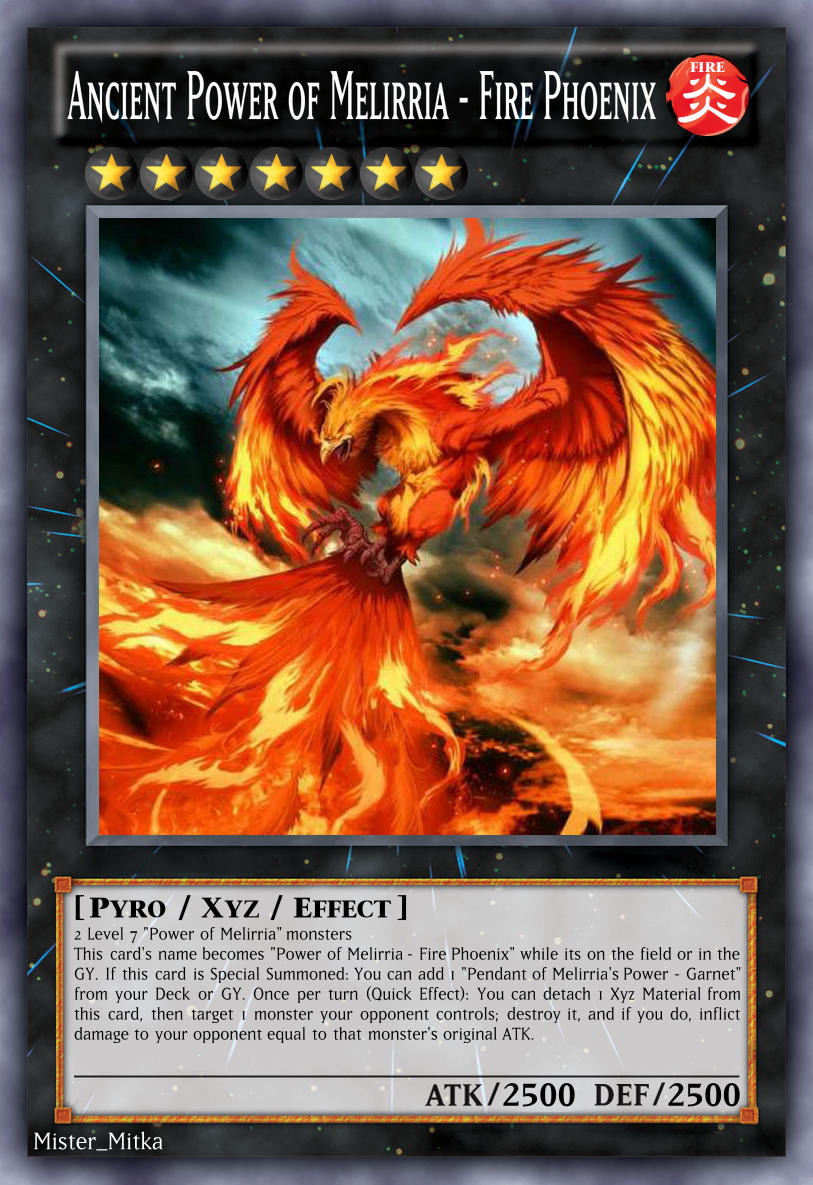 Ancient Power of Melirria - Fire Phoenix
FIRE
炎
[ Pyro / Xyz / Effect ]
2 Level 7 "Power of Melirria" monsters
This card's name becomes "Power of Melirria - Fire Phoenix" while its on the field or in the
GY. If this card is Special Summoned: You can add 1 "Pendant of Melirria's Power - Garnet"
from your Deck or GY. Once per turn (Quick Effect): You can detach 1 Xyz Material from
this card, then target 1 monster your opponent controls; destroy it, and if you do, inflict
damage to your opponent equal to that monster's original ATK.
ATK/2500 DEF/2500
Mister_Mitka